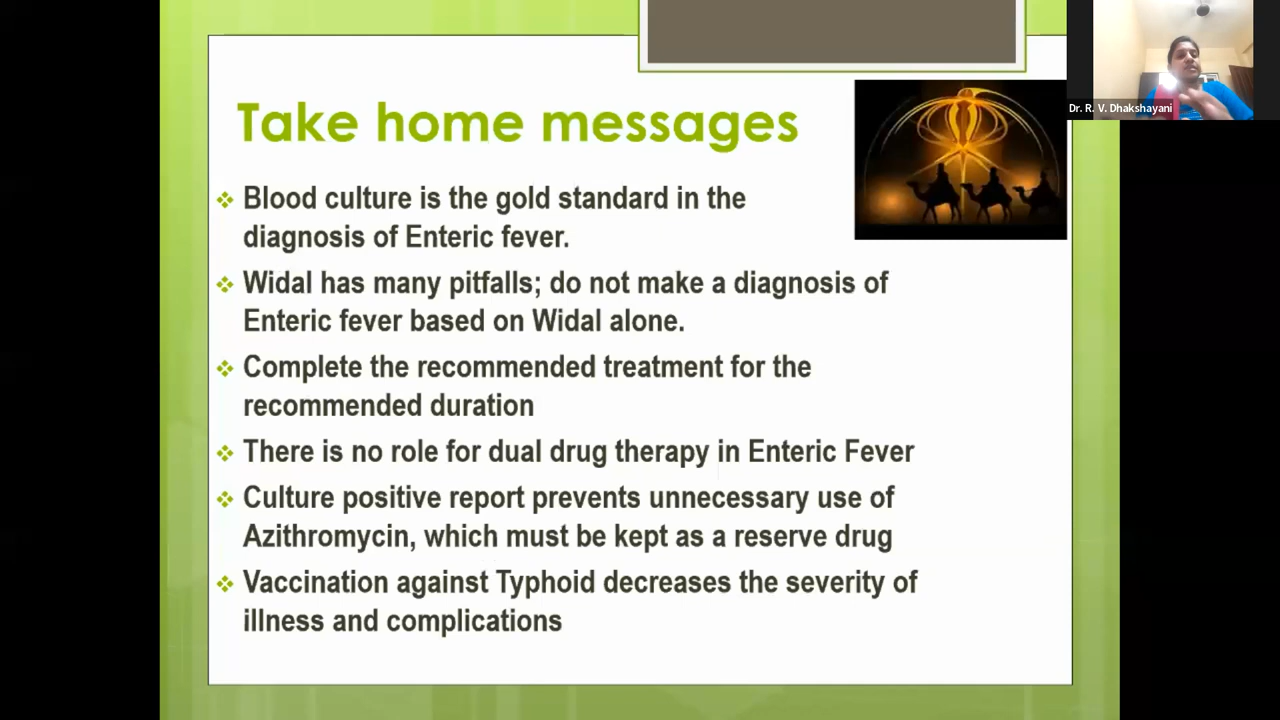 Take home messages
Blood culture is the gold standard in the
diagnosis of Enteric fever.
Widal has many pitfalls; do not make a diagnosis of
Enteric fever based on Widal alone.
Complete the recommended treatment for the
recommended duration
There is no role for dual drug therapy in Enteric Fever
Culture positive report prevents unnecessary use of
Azithromycin, which must be kept as a reserve drug
Vaccination against Typhoid decreases the severity of
illness and complications
Dr. R. V. Dhakshayani